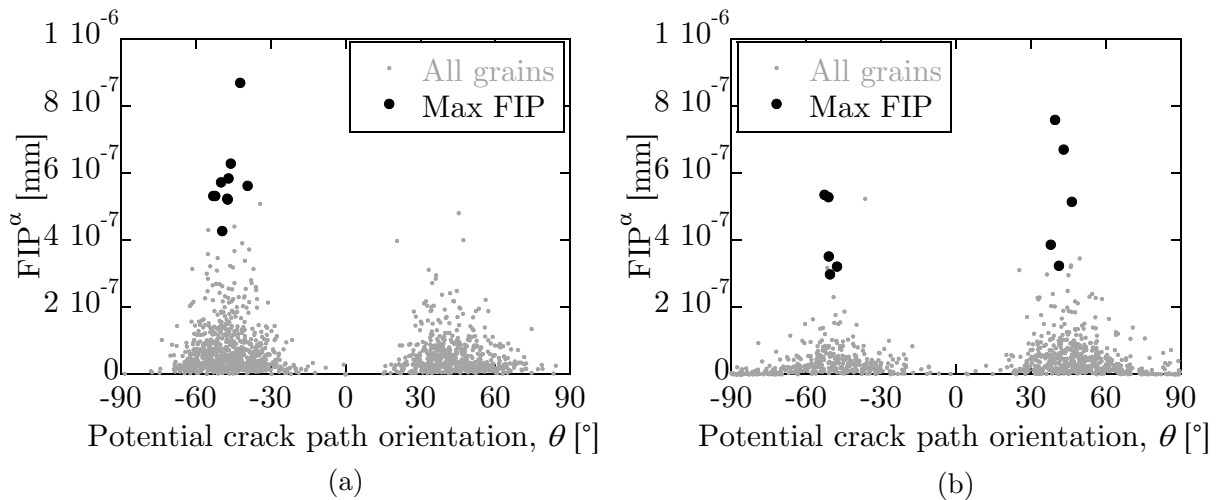 1 10-6
8 10-7
6 10-7
4 10-7
2 10-7
0
FIPα [mm]
All grains
Max FIP
-90 -60 -30 0 30 60 90
Potential crack path orientation, θ [°]
(a)
1 10-6
8 10-7
6 10-7
4 10-7
2 10-7
0
FIPα [mm]
All grains
Max FIP
-90 -60 -30 0 30 60 90
Potential crack path orientation, θ [°]
(b)